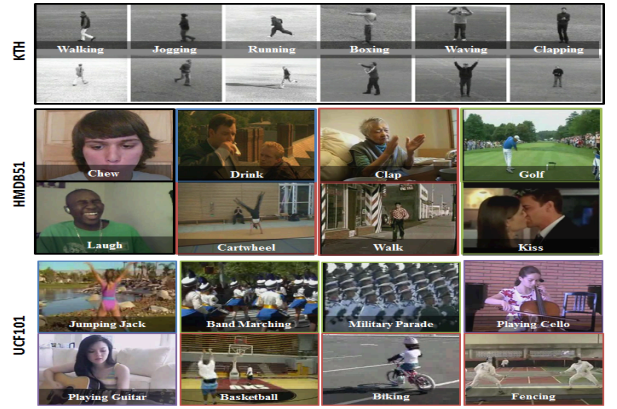 KTH
Walking
Jogging
Running
Boxing
Waving
Clapping
HMDB51
Chew
Drink
Clap
Golf
Laugh
Cartwheel
Walk
Kiss
UCF101
Jumping Jack
Band Marching
Military Parade
Playing Cello
Playing Guitar
Basketball
Biking
Fencing